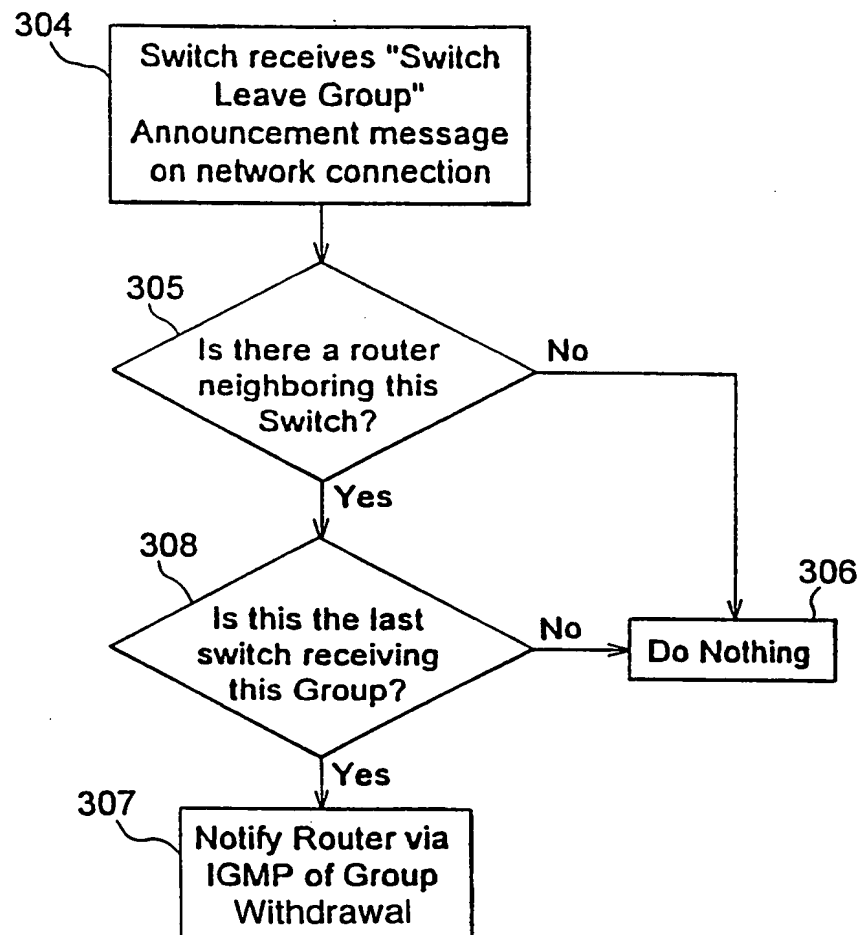 304
Switch receives "Switch
Leave Group"
Announcement message
on network connection
305
Is there a router
neighboring this
Switch?
No
Yes
308
Is this the last
switch receiving
this Group?
No
306
Do Nothing
Yes
307
Notify Router via
IGMP of Group
Withdrawal